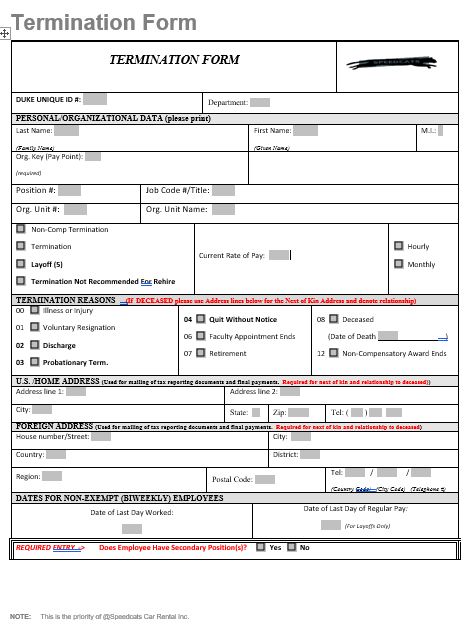 Termination Form
TERMINATION FORM
SPEEDCATS
DUKE UNIQUE ID #:
Department:
PERSONAL/ORGANIZATIONAL DATA (please print)
Last Name:
First Name:
M.I.:
(Family Name)
(Given Name)
Org. Key (Pay Point):
(required)
Position #:
Job Code #/Title:
Org. Unit #:
Org. Unit Name:
Non-Comp Termination
Termination
Layoff (5)
Termination Not Recommended For Rehire
Current Rate of Pay:
Hourly
Monthly
TERMINATION REASONS (If DECEASED please use Address lines below for the Next of Kin Address and denote relationship)
00 Illness or Injury
01 Voluntary Resignation
02 Discharge
03 Probationary Term.
04 Quit Without Notice
06 Faculty Appointment Ends
07 Retirement
08 Deceased
(Date of Death
12 Non-Compensatory Award Ends
U.S. /HOME ADDRESS (Used for mailing of tax reporting documents and final payments. Required for next of kin and relationship to deceased))
Address line 1:
Address line 2:
City:
State:
Zip:
Tel: ( )
FOREIGN ADDRESS (Used for mailing of tax reporting documents and final payments. Required for next of kin and relationship to deceased)
House number/Street:
City:
Country:
District:
Region:
Postal Code:
Tel: / /
(Country Code)—(City Code) (Telephone #)
DATES FOR NON-EXEMPT (BIWEEKLY) EMPLOYEES
Date of Last Day Worked:
Date of Last Day of Regular Pay:
(For Layoffs Only)
REQUIRED ENTRY --> Does Employee Have Secondary Position(s)? Yes No
NOTE: This is the priority of @Speedcats Car Rental Inc.